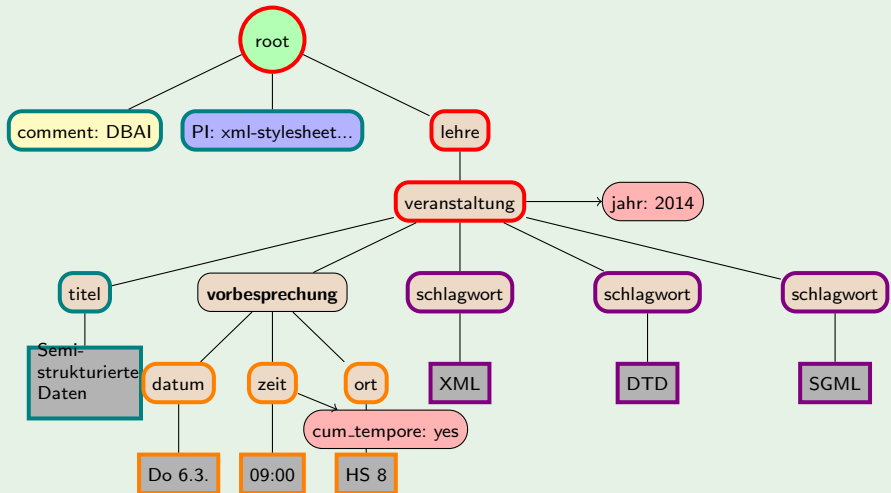 root
comment: DBAI
PI: xml-stylesheet...
lehre
veranstaltung
jahr: 2014
titel
vorbesprechung
schlagwort
schlagwort
schlagwort
Semi-
strukturierte
Daten
datum
zeit
ort
XML
DTD
SGML
cum_tempore: yes
Do 6.3.
09:00
HS 8